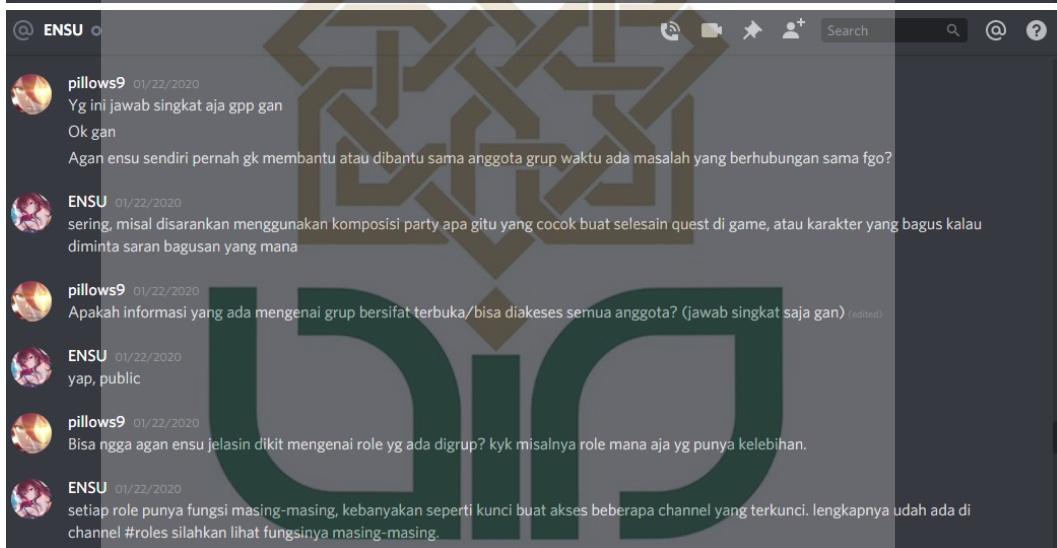 @ ENSU
Search
pillows9 01/22/2020
Yg ini jawab singkat aja gpp gan
Ok gan
Agan ensu sendiri pernah gk membantu atau dibantu sama anggota grup waktu ada masalah yang berhubungan sama fgo?
ENSU 01/22/2020
sering, misal disarankan menggunakan komposisi party apa gitu yang cocok buat selesain quest di game, atau karakter yang bagus kalau
diminta saran bagusan yang mana
pillows9 01/22/2020
Apakah informasi yang ada mengenai grup bersifat terbuka/bisa diakeses semua anggota? (jawab singkat saja gan) (edited)
ENSU 01/22/2020
yap, public
pillows9 01/22/2020
Bisa ngga agan ensu jelasin dikit mengenai role yg ada digrup? kyk misalnya role mana aja yg punya kelebihan.
ENSU 01/22/2020
setiap role punya fungsi masing-masing, kebanyakan seperti kunci buat akses beberapa channel yang terkunci. lengkapnya udah ada di
channel #roles silahkan lihat fungsinya masing-masing.